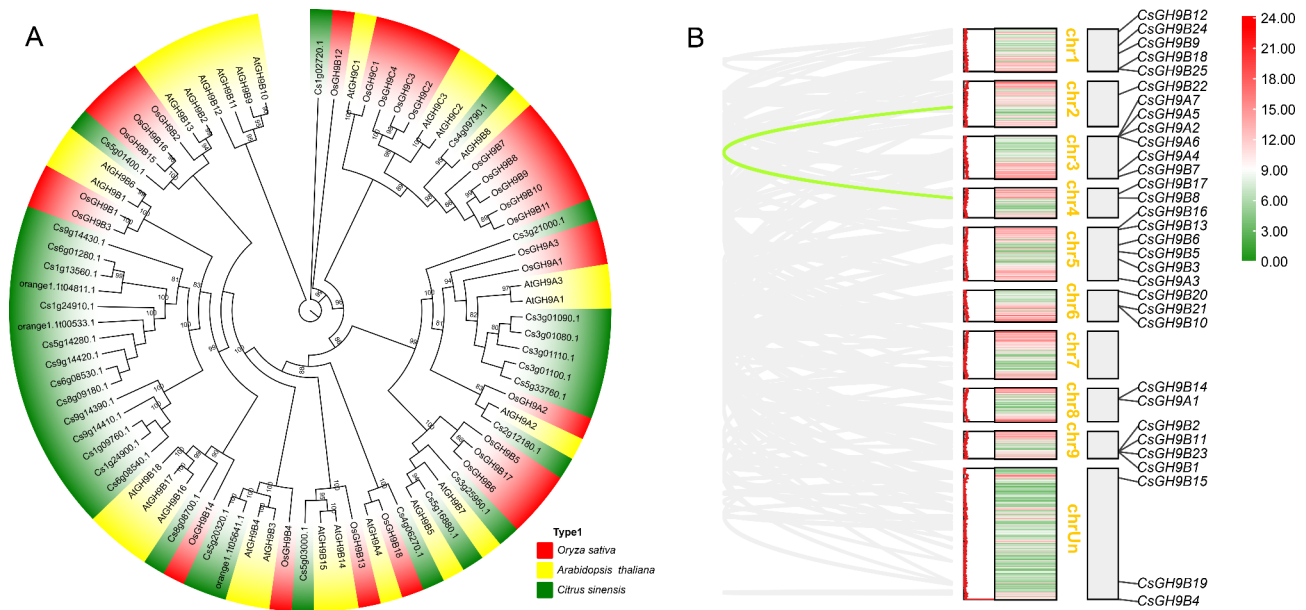 A
Cs1g02720.1
OsGH9B12
AtGH9C1
OsGH9C1
OsGH9C4
OsGH9C3
OsGH9C2
AtGH9C3
AtGH9C2
Cs4g09790.1
AtGH9B8
OsGH9B7
OsGH9B8
OsGH9B9
OsGH9B10
OsGH9B11
Cs3g21000.1
OsGH9A3
OsGH9A1
AtGH9A3
AtGH9A1
Cs3g01090.1
Cs3g01080.1
Cs3g01110.1
Cs3g01100.1
Cs5g33760.1
OsGH9A2
AtGH9A2
Cs2g12180.1
OsGH9B5
OsGH9B17
OsGH9B6
Cs3g25950.1
AtGH9B7
Cs5g16880.1
AtGH9B5
Cs4g06270.1
OsGH9B18
AtGH9A4
OsGH9B13
AtGH9B14
AtGH9B15
Cs5g03000.1
OsGH9B4
AtGH9B3
AtGH9B4
orange1.1t05641.1
Cs5g20320.1
OsGH9B14
Cs8g08700.1
AtGH9B16
AtGH9B17
AtGH9B18
Cs6g08540.1
Cs1g24900.1
Cs1g09760.1
Cs9g14410.1
Cs9g14390.1
Cs8g09180.1
Cs6g08530.1
Cs9g14420.1
Cs5g14280.1
orange1.1t00533.1
Cs1g24910.1
orange1.1t04811.1
Cs1g13560.1
Cs6g01280.1
Cs9g14430.1
OsGH9B3
OsGH9B1
AtGH9B1
AtGH9B6
Cs5g01400.1
OsGH9B15
OsGH9B16
OsGH9B2
AtGH9B13
AtGH9B2
AtGH9B12
AtGH9B11
AtGH9B9
AtGH9B10
Type1
Oryza sativa
Arabidopsis thaliana
Citrus sinensis
B
chr1
chr2
chr3
chr4
chr5
chr6
chr7
chr8
chr9
chrUn
CsGH9B12
CsGH9B24
CsGH9B9
CsGH9B18
CsGH9B25
CsGH9B22
CsGH9A7
CsGH9A5
CsGH9A2
CsGH9A6
CsGH9A4
CsGH9B7
CsGH9B17
CsGH9B8
CsGH9B16
CsGH9B13
CsGH9B6
CsGH9B5
CsGH9B3
CsGH9A3
CsGH9B20
CsGH9B21
CsGH9B10
CsGH9B14
CsGH9A1
CsGH9B2
CsGH9B11
CsGH9B23
CsGH9B1
CsGH9B15
CsGH9B19
CsGH9B4
24.00
18.00
12.00
6.00
0.00